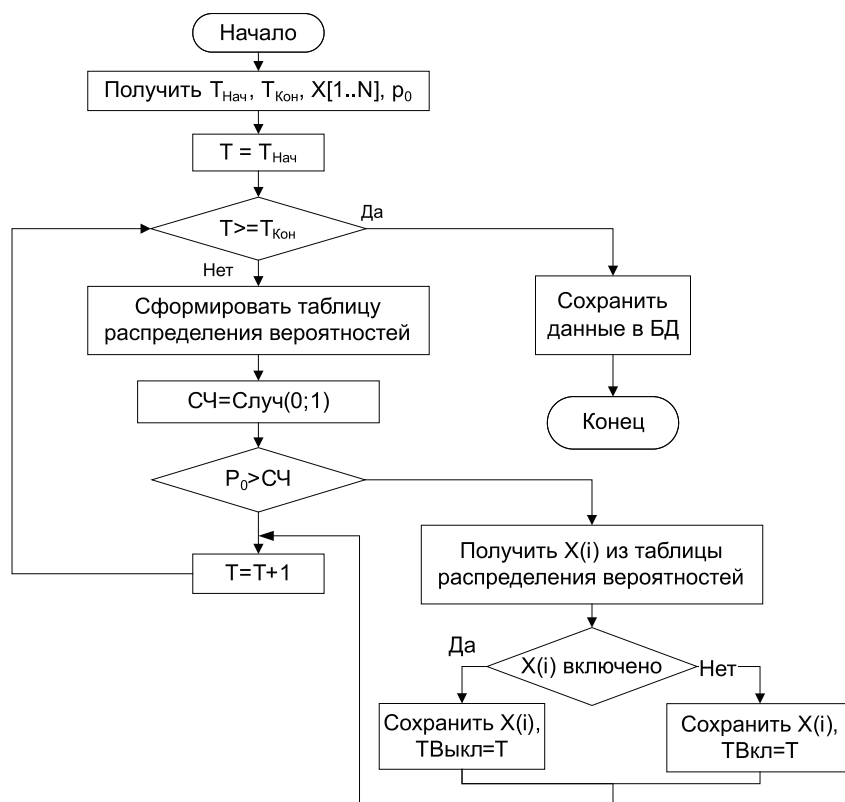 Начало
Получить TНач, TКон, X[1..N], p0
T = TНач
T>=TКон
Да
Нет
Сформировать таблицу
распределения вероятностей
Сохранить
данные в БД
СЧ=Случ(0;1)
Конец
P0>СЧ
Получить X(i) из таблицы
распределения вероятностей
T=T+1
Да
X(i) включено
Нет
Сохранить X(i),
TВыкл=T
Сохранить X(i),
TВкл=T